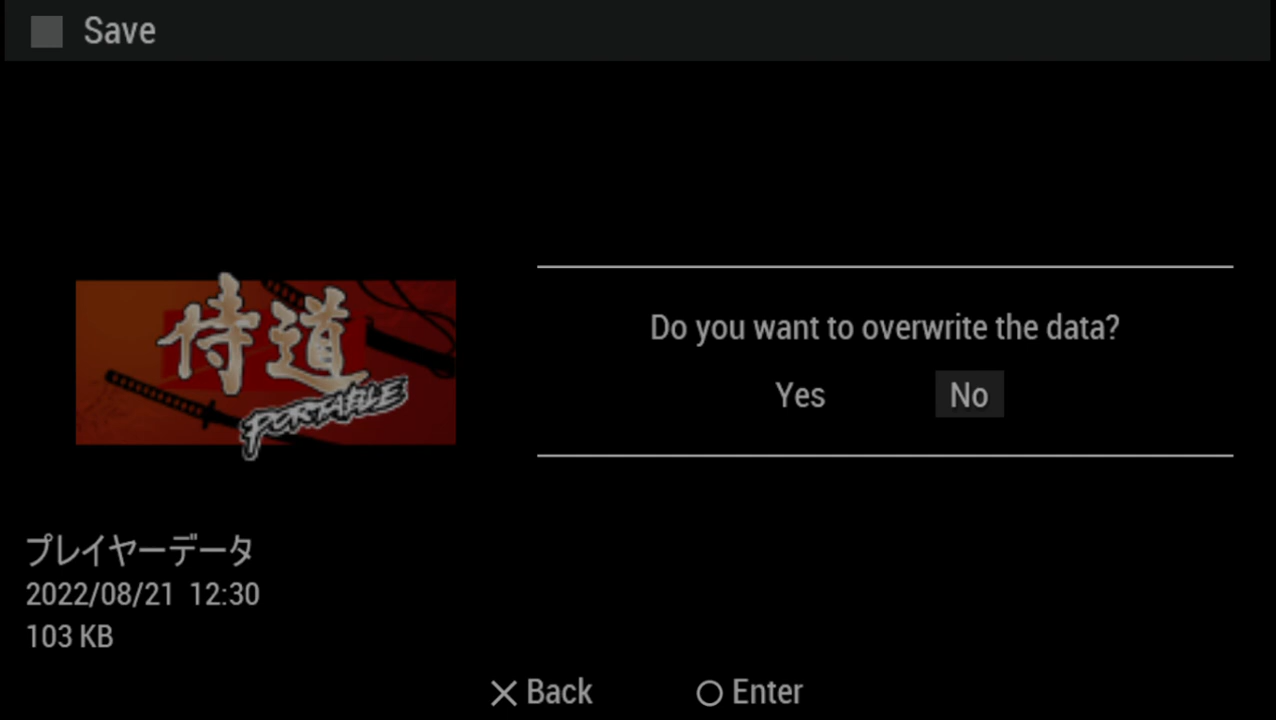 Save
侍道
PORTABLE
Do you want to overwrite the data?
Yes No
プレイヤーデータ
2022/08/21 12:30
103 KB
Back Enter